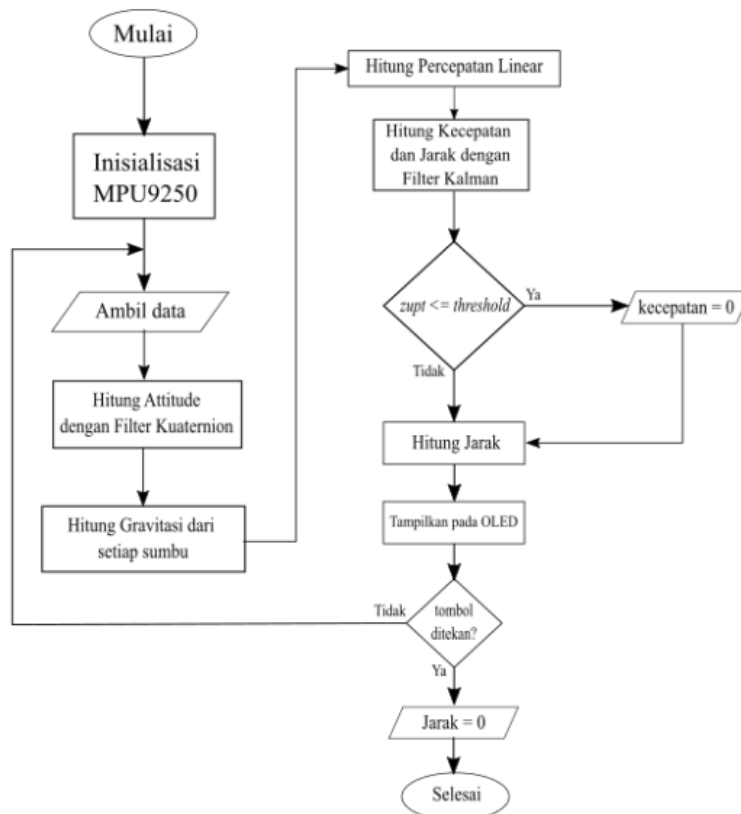 Mulai
Inisialisasi
MPU9250
Ambil data
Hitung Attitude
dengan Filter Kuaternion
Hitung Gravitasi dari
setiap sumbu
Hitung Percepatan Linear
Hitung Kecepatan
dan Jarak dengan
Filter Kalman
zupt <= threshold
Ya
kecepatan = 0
Tidak
Hitung Jarak
Tampilkan pada OLED
tombol
ditekan?
Tidak
Ya
Jarak = 0
Selesai